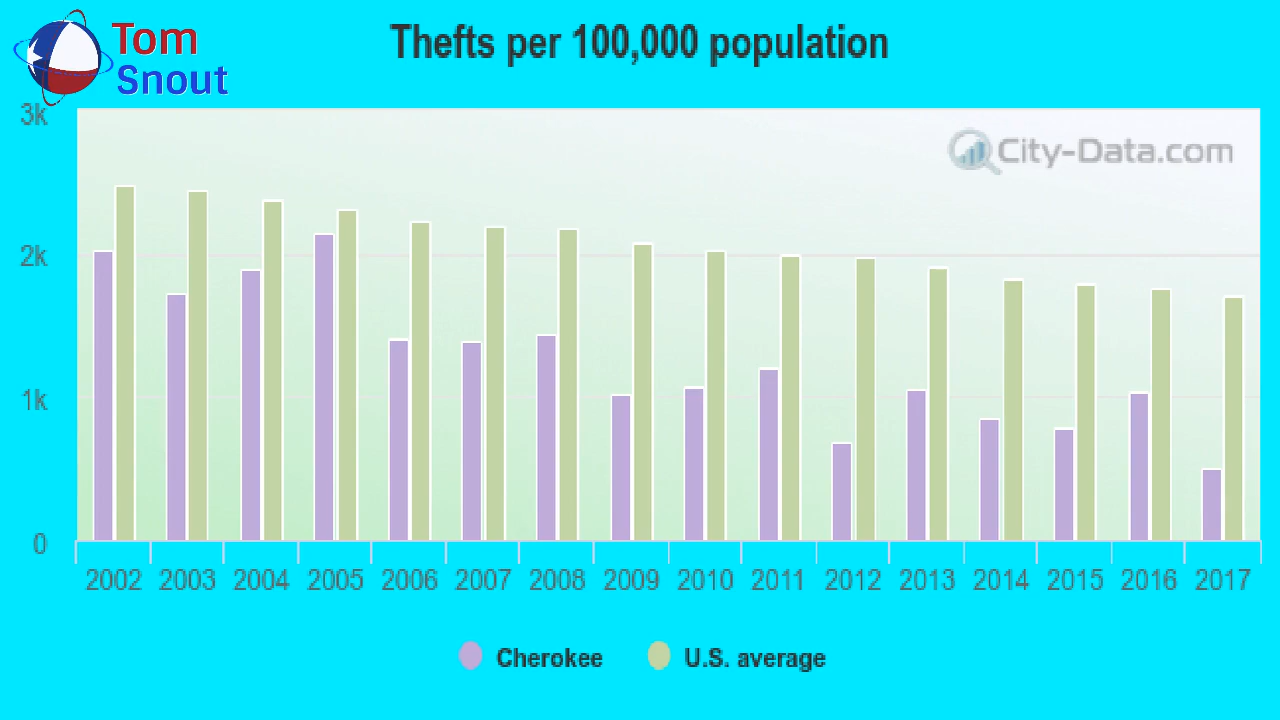 Tom
Snout
Thefts per 100,000 population
City-Data.com
3k
2k
1k
0
2002 2003 2004 2005 2006 2007 2008 2009 2010 2011 2012 2013 2014 2015 2016 2017
Cherokee U.S. average